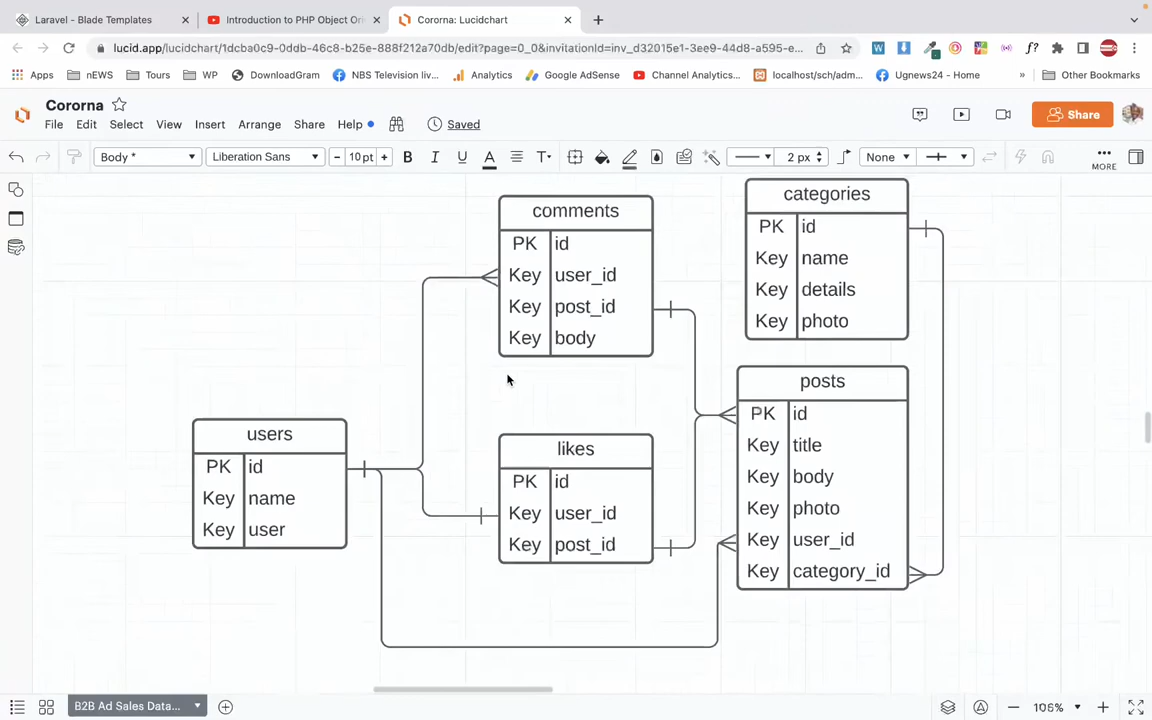 Laravel - Blade Templates
Introduction to PHP Object Ori
Cororna: Lucidchart
lucid.app/lucidchart/1dcba0c9-0ddb-46c8-b25e-888f212a70db/edit?page=0_0&invitationId=inv_d32015e1-3ee9-44d8-a595-e...
Apps
nEWS
Tours
WP
DownloadGram
NBS Television liv...
Analytics
Google AdSense
Channel Analytics...
localhost/sch/adm...
Ugnews24 - Home
»
Other Bookmarks
Cororna
File Edit Select View Insert Arrange Share Help
Saved
Share
Body *
Liberation Sans
10 pt
B I U A T
2 px
None
MORE
comments
PK id
Key user_id
Key post_id
Key body
categories
PK id
Key name
Key details
Key photo
users
PK id
Key name
Key user
likes
PK id
Key user_id
Key post_id
posts
PK id
Key title
Key body
Key photo
Key user_id
Key category_id
B2B Ad Sales Data...
106%